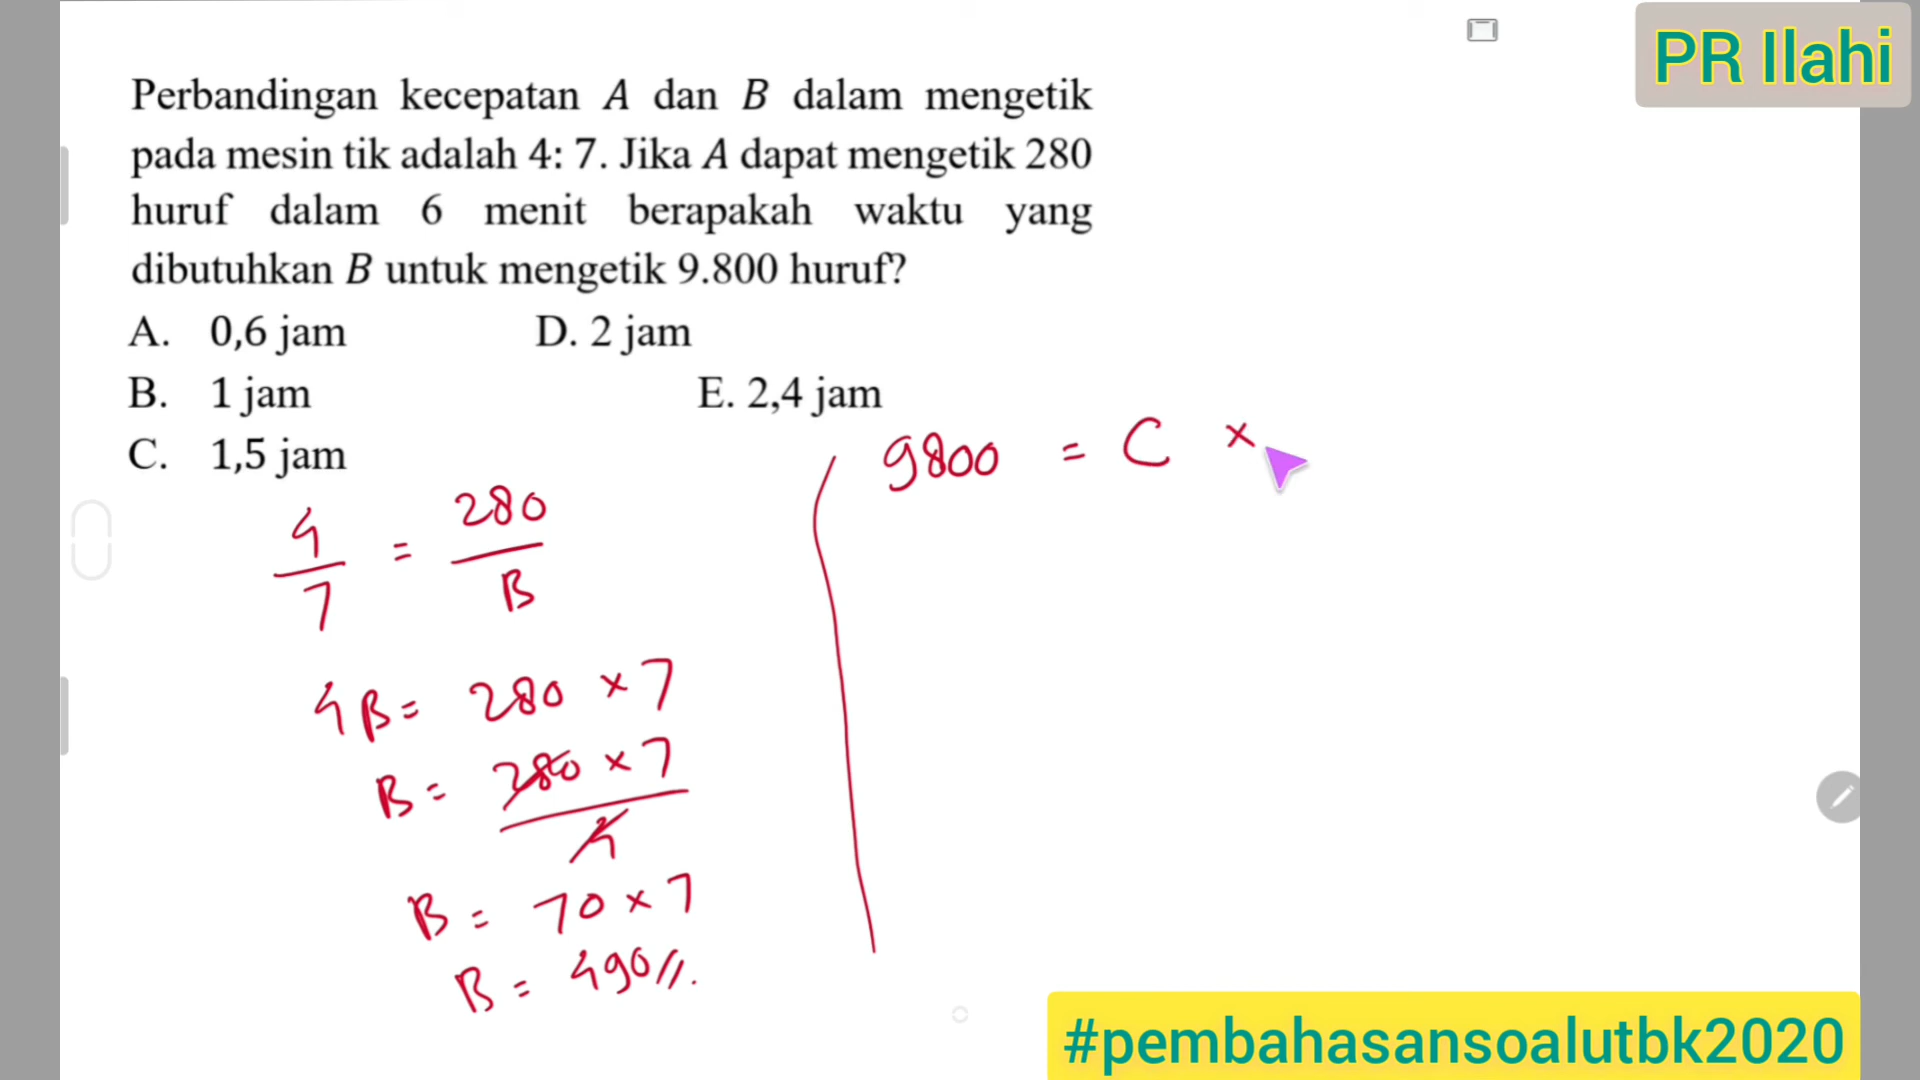 PR Ilahi
Perbandingan kecepatan A dan B dalam mengetik
pada mesin tik adalah 4: 7. Jika A dapat mengetik 280
huruf dalam 6 menit berapakah waktu yang
dibutuhkan B untuk mengetik 9.800 huruf?
A. 0,6 jam D. 2 jam
B. 1 jam E. 2,4 jam
C. 1,5 jam
4/7 = 280/B
4B = 280 × 7
B = 280 × 7 / 4
B = 70 × 7
B = 490//.
9800 = C ×
#pembahasansoalutbk2020